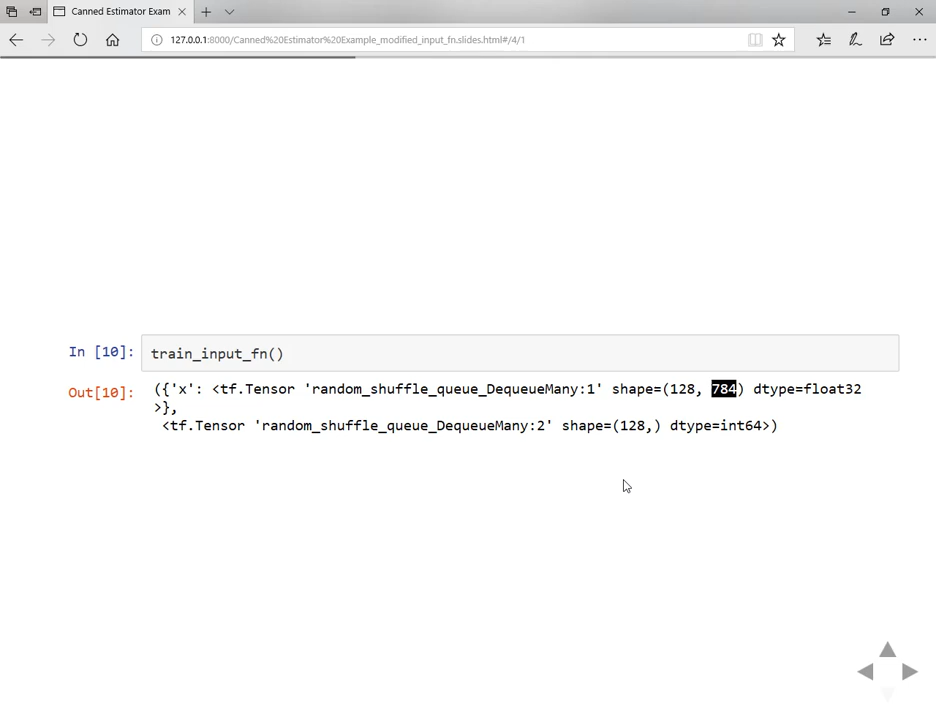 Canned Estimator Exam
127.0.0.1:8000/Canned%20Estimator%20Example_modified_input_fn.slides.html#/4/1
In [10]: train_input_fn()
Out[10]: ({'x': <tf.Tensor 'random_shuffle_queue_DequeueMany:1' shape=(128, 784) dtype=float32
>},
<tf.Tensor 'random_shuffle_queue_DequeueMany:2' shape=(128,) dtype=int64>)